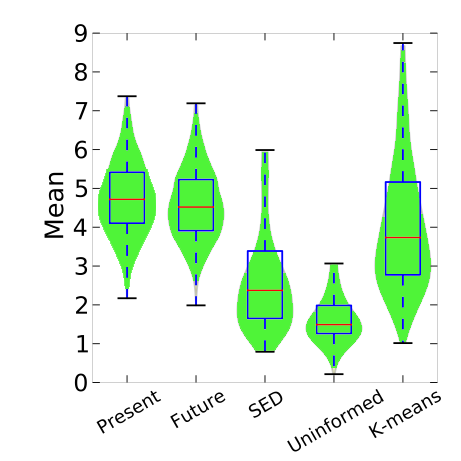 9
8
7
6
5
4
3
2
1
0
Mean
Present
Future
SED
Uninformed
K-means